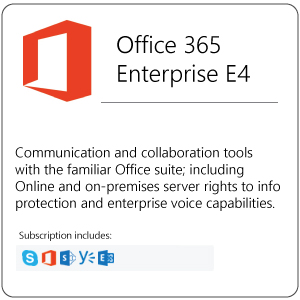 Office 365
Enterprise E4
Communication and collaboration tools
with the familiar Office suite; including
Online and on-premises server rights to info
protection and enterprise voice capabilities.
Subscription includes: